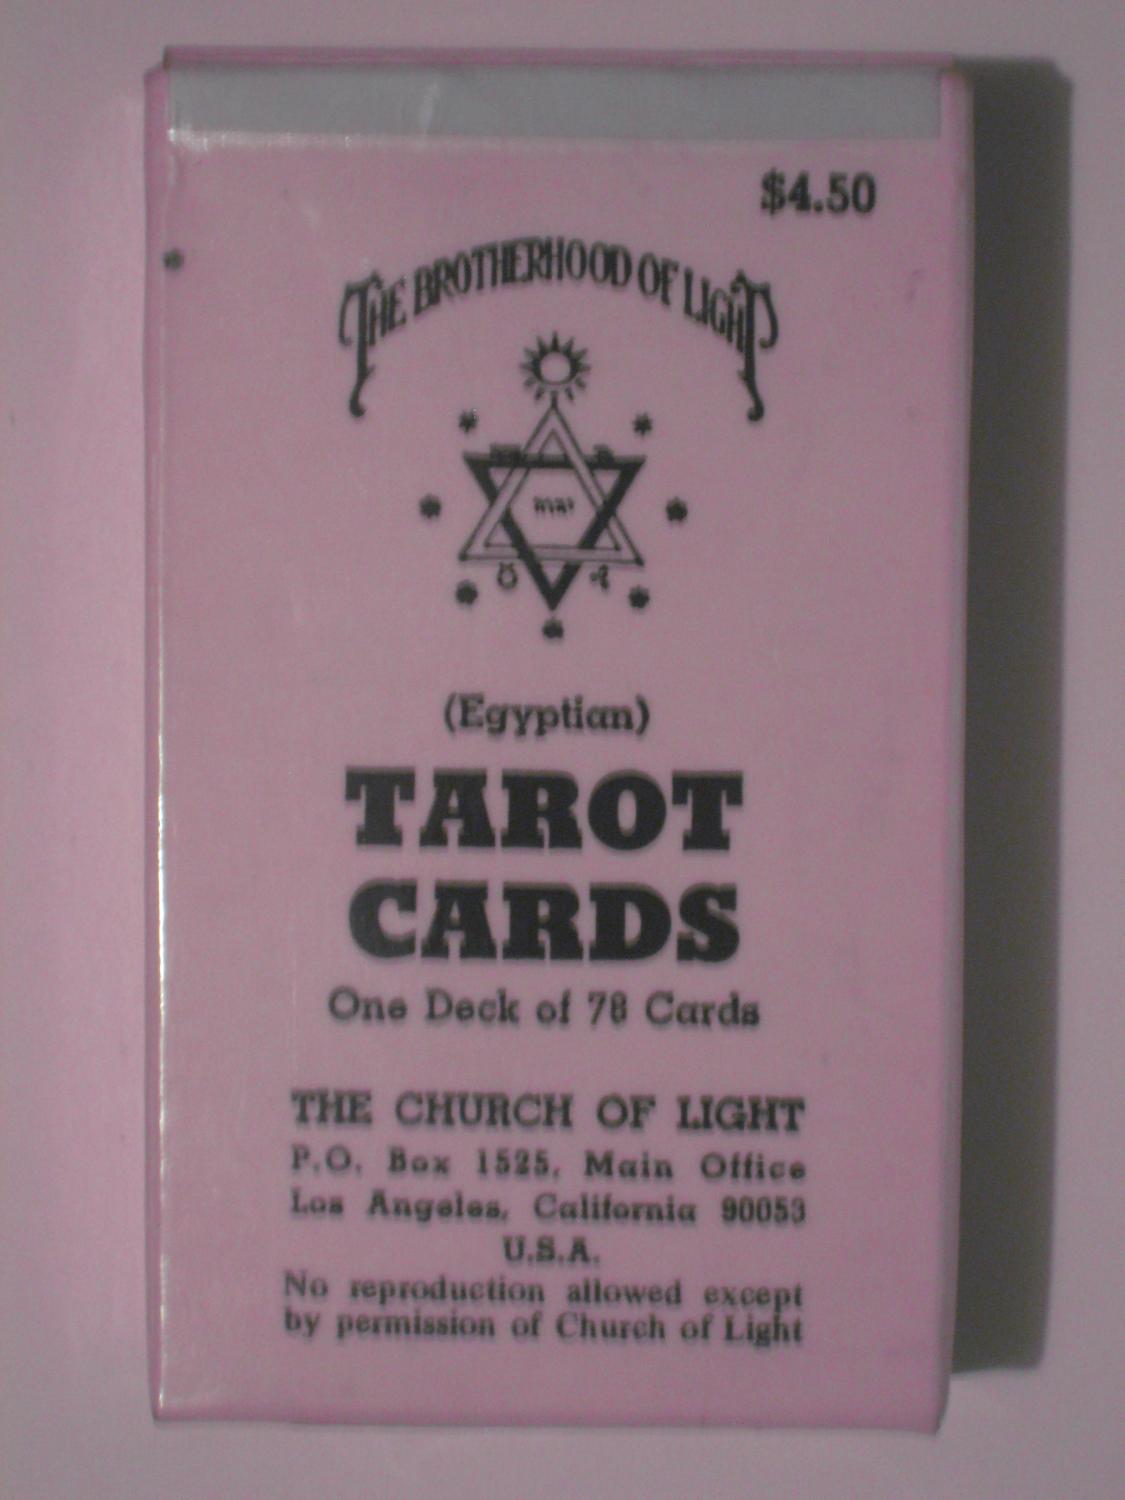 $4.50
THE BROTHERHOOD OF LIGHT
יהוה
(Egyptian)
TAROT
CARDS
One Deck of 78 Cards
THE CHURCH OF LIGHT
P.O. Box 1525, Main Office
Los Angeles, California 90053
U.S.A.
No reproduction allowed except
by permission of Church of Light